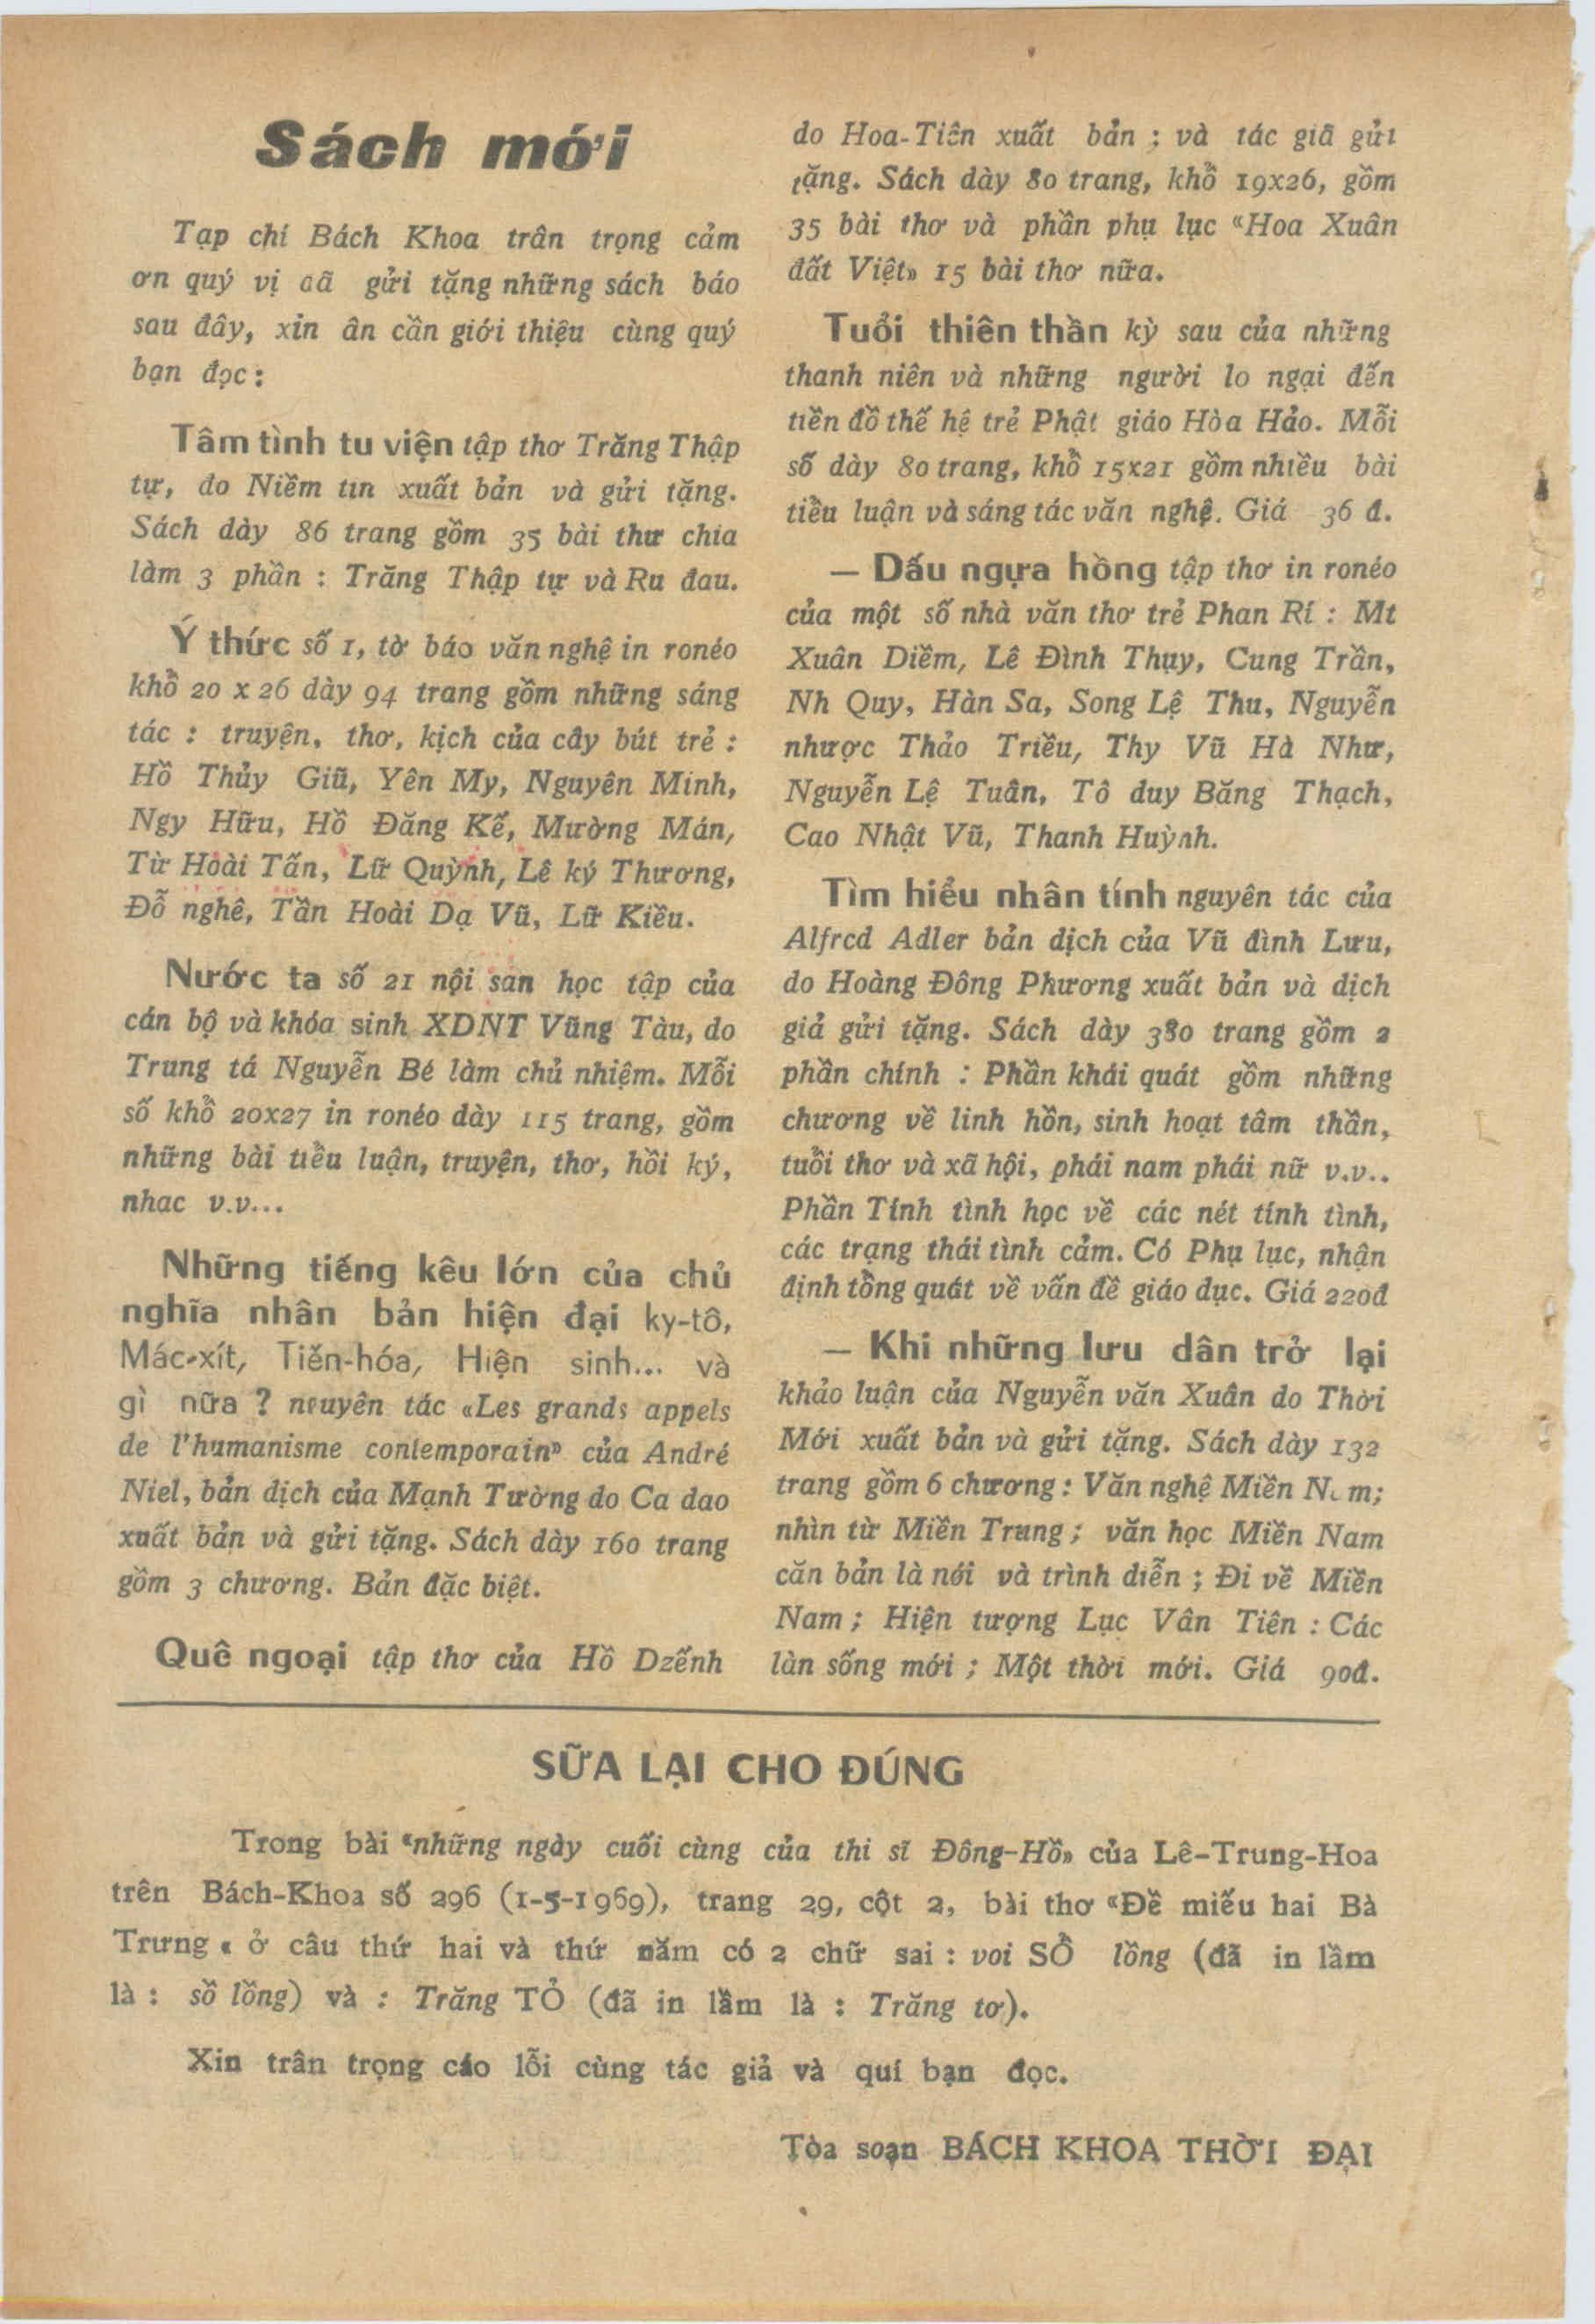 Sách mới
Tạp chí Bách Khoa trân trọng cảm
ơn quý vị đã gửi tặng những sách báo
sau đây, xin ân cần giới thiệu cùng quý
bạn đọc :
Tâm tình tu viện tập thơ Trăng Thập
tự, do Niềm tin xuất bản và gửi tặng.
Sách dày 86 trang gồm 35 bài thư chia
làm 3 phần : Trăng Thập tự và Ru đau.
Ý thức số 1, tờ báo văn nghệ in ronéo
khổ 20 x 26 dày 94 trang gồm những sáng
tác : truyện, thơ, kịch của cây bút trẻ :
Hồ Thủy Giũ, Yên My, Nguyên Minh,
Ngy Hữu, Hồ Đăng Kế, Mường Mán,
Từ Hoài Tấn, Lữ Quỳnh, Lê ký Thương,
Đỗ nghê, Tần Hoài Dạ Vũ, Lữ Kiều.
Nước ta số 21 nội san học tập của
cán bộ và khóa sinh XDNT Vũng Tàu, do
Trung tá Nguyễn Bé làm chủ nhiệm. Mỗi
số khổ 20x27 in ronéo dày 115 trang, gồm
những bài tiểu luận, truyện, thơ, hồi ký,
nhac v.v...
Những tiếng kêu lớn của chủ
nghĩa nhân bản hiện đại ky-tô,
Mác-xít, Tiến-hóa, Hiện sinh... và
gì nữa ? nguyên tác «Les grands appels
de l'humanisme contemporain» của André
Niel, bản dịch của Mạnh Tường do Ca dao
xuất bản và gửi tặng. Sách dày 160 trang
gồm 3 chương. Bản đặc biệt.
Quê ngoại tập thơ của Hồ Dzếnh
do Hoa-Tiên xuất bản ; và tác giả gửi
tặng. Sách dày 80 trang, khổ 19x26, gồm
35 bài thơ và phần phụ lục «Hoa Xuân
đất Việt» 15 bài thơ nữa.
Tuổi thiên thần kỳ sau của những
thanh niên và những người lo ngại đến
tiền đồ thế hệ trẻ Phật giáo Hòa Hảo. Mỗi
số dày 80 trang, khổ 15x21 gồm nhiều bài
tiểu luận và sáng tác văn nghệ. Giá 36 đ.
— Dấu ngựa hồng tập thơ in ronéo
của một số nhà văn thơ trẻ Phan Rí : Mt
Xuân Diềm, Lê Đình Thụy, Cung Trần,
Nh Quy, Hàn Sa, Song Lệ Thu, Nguyễn
nhược Thảo Triều, Thy Vũ Hà Như,
Nguyễn Lệ Tuân, Tô duy Băng Thạch,
Cao Nhật Vũ, Thanh Huỳnh.
Tìm hiểu nhân tính nguyên tác của
Alfred Adler bản dịch của Vũ đình Lưu,
do Hoàng Đông Phương xuất bản và dịch
giả gửi tặng. Sách dày 380 trang gồm 2
phần chính : Phần khái quát gồm những
chương về linh hồn, sinh hoạt tâm thần,
tuổi thơ và xã hội, phái nam phái nữ v.v..
Phần Tính tình học về các nét tính tình,
các trạng thái tình cảm. Có Phụ lục, nhận
định tổng quát về vấn đề giáo dục. Giá 220đ
— Khi những lưu dân trở lại
khảo luận của Nguyễn văn Xuân do Thời
Mới xuất bản và gửi tặng. Sách dày 132
trang gồm 6 chương : Văn nghệ Miền Nam;
nhìn từ Miền Trung ; văn học Miền Nam
căn bản là nói và trình diễn ; Đi về Miền
Nam ; Hiện tượng Lục Vân Tiên : Các
làn sống mới ; Một thời mới. Giá 90đ.
SỮA LẠI CHO ĐÚNG
Trong bài «những ngày cuối cùng của thi sĩ Đông-Hồ» của Lê-Trung-Hoa
trên Bách-Khoa số 296 (1-5-1969), trang 29, cột 2, bài thơ «Đề miếu hai Bà
Trưng « ở câu thứ hai và thứ năm có 2 chữ sai : voi SỔ lồng (đã in lầm
là : sồ lồng) và : Trăng TỎ (đã in lầm là : Trăng tơ).
Xin trân trọng cáo lỗi cùng tác giả và quí bạn đọc.
Tòa soạn BÁCH KHOA THỜI ĐẠI